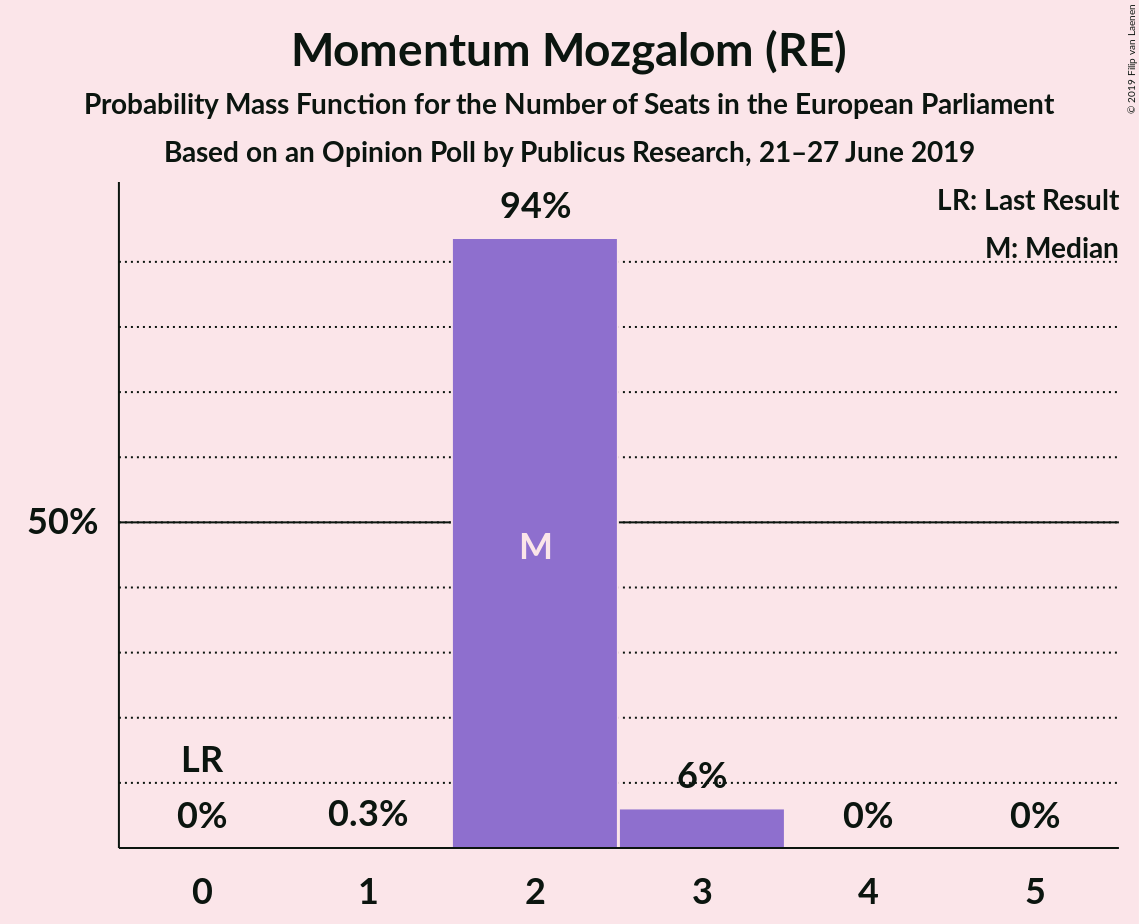 Momentum Mozgalom (RE)
Probability Mass Function for the Number of Seats in the European Parliament
Based on an Opinion Poll by Publicus Research, 21–27 June 2019
© 2019 Filip van Laenen
LR: Last Result
M: Median
94%
50%
M
LR
0%
0.3%
6%
0%
0%
0
1
2
3
4
5